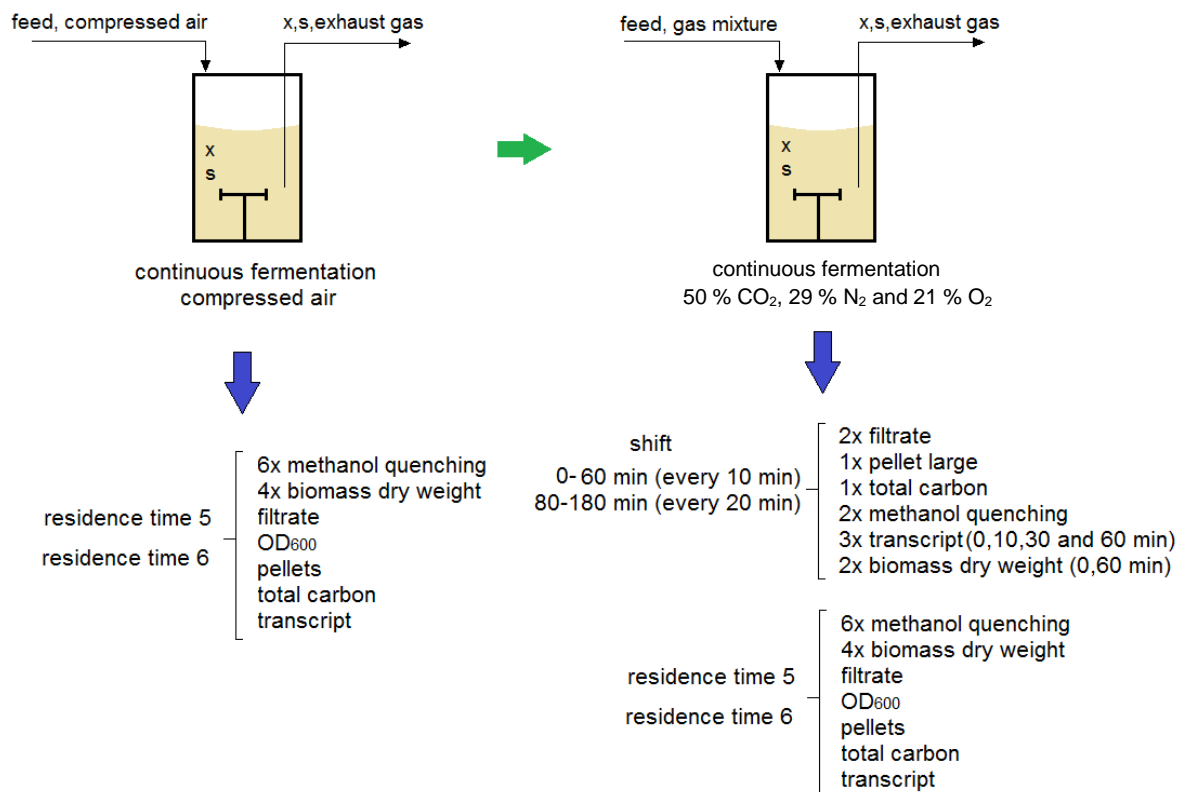 feed, compressed air
x,s,exhaust gas
x
s
continuous fermentation
compressed air
6x methanol quenching
4x biomass dry weight
filtrate
OD₆₀₀
pellets
total carbon
transcript
residence time 5
residence time 6
feed, gas mixture
x,s,exhaust gas
x
s
continuous fermentation
50 % CO₂, 29 % N₂ and 21 % O₂
shift
0-60 min (every 10 min)
80-180 min (every 20 min)
2x filtrate
1x pellet large
1x total carbon
2x methanol quenching
3x transcript (0,10,30 and 60 min)
2x biomass dry weight (0,60 min)
residence time 5
residence time 6
6x methanol quenching
4x biomass dry weight
filtrate
OD₆₀₀
pellets
total carbon
transcript